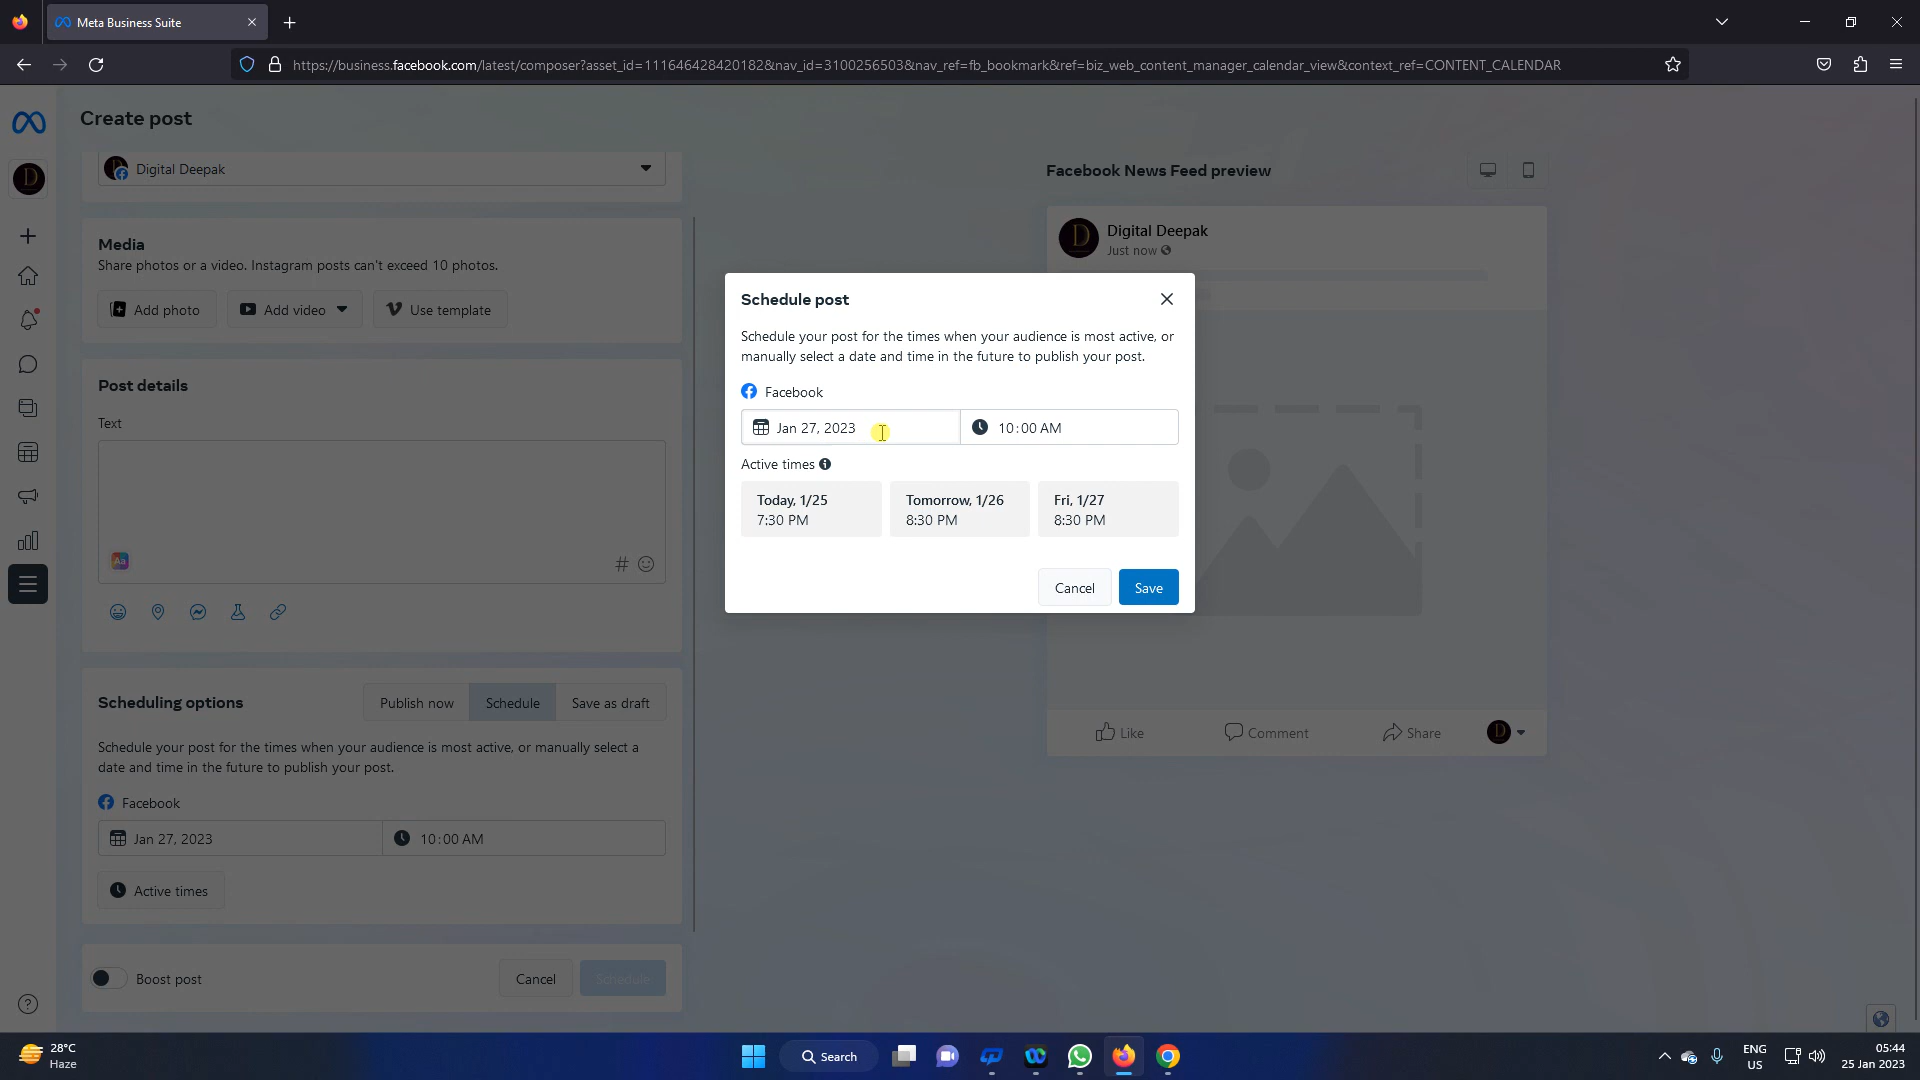 Meta Business Suite
https://business.facebook.com/latest/composer?asset_id=111646428420182&nav_id=3100256503&nav_ref=fb_bookmark&ref=biz_web_content_manager_calendar_view&context_ref=CONTENT_CALENDAR
Create post
Digital Deepak
Media
Share photos or a video. Instagram posts can't exceed 10 photos.
Add photo
Add video
Use template
Post details
Text
Aa
#
Scheduling options
Publish now
Schedule
Save as draft
Schedule your post for the times when your audience is most active, or manually select a
date and time in the future to publish your post.
Facebook
Jan 27, 2023
10:00 AM
Active times
Boost post
Cancel
Schedule
Schedule post
Schedule your post for the times when your audience is most active, or
manually select a date and time in the future to publish your post.
Facebook
Jan 27, 2023
10:00 AM
Active times
Today, 1/25
7:30 PM
Tomorrow, 1/26
8:30 PM
Fri, 1/27
8:30 PM
Cancel
Save
Facebook News Feed preview
D
Digital Deepak
Just now
Like
Comment
Share
28°C
Haze
Search
ENG
US
05:44
25 Jan 2023